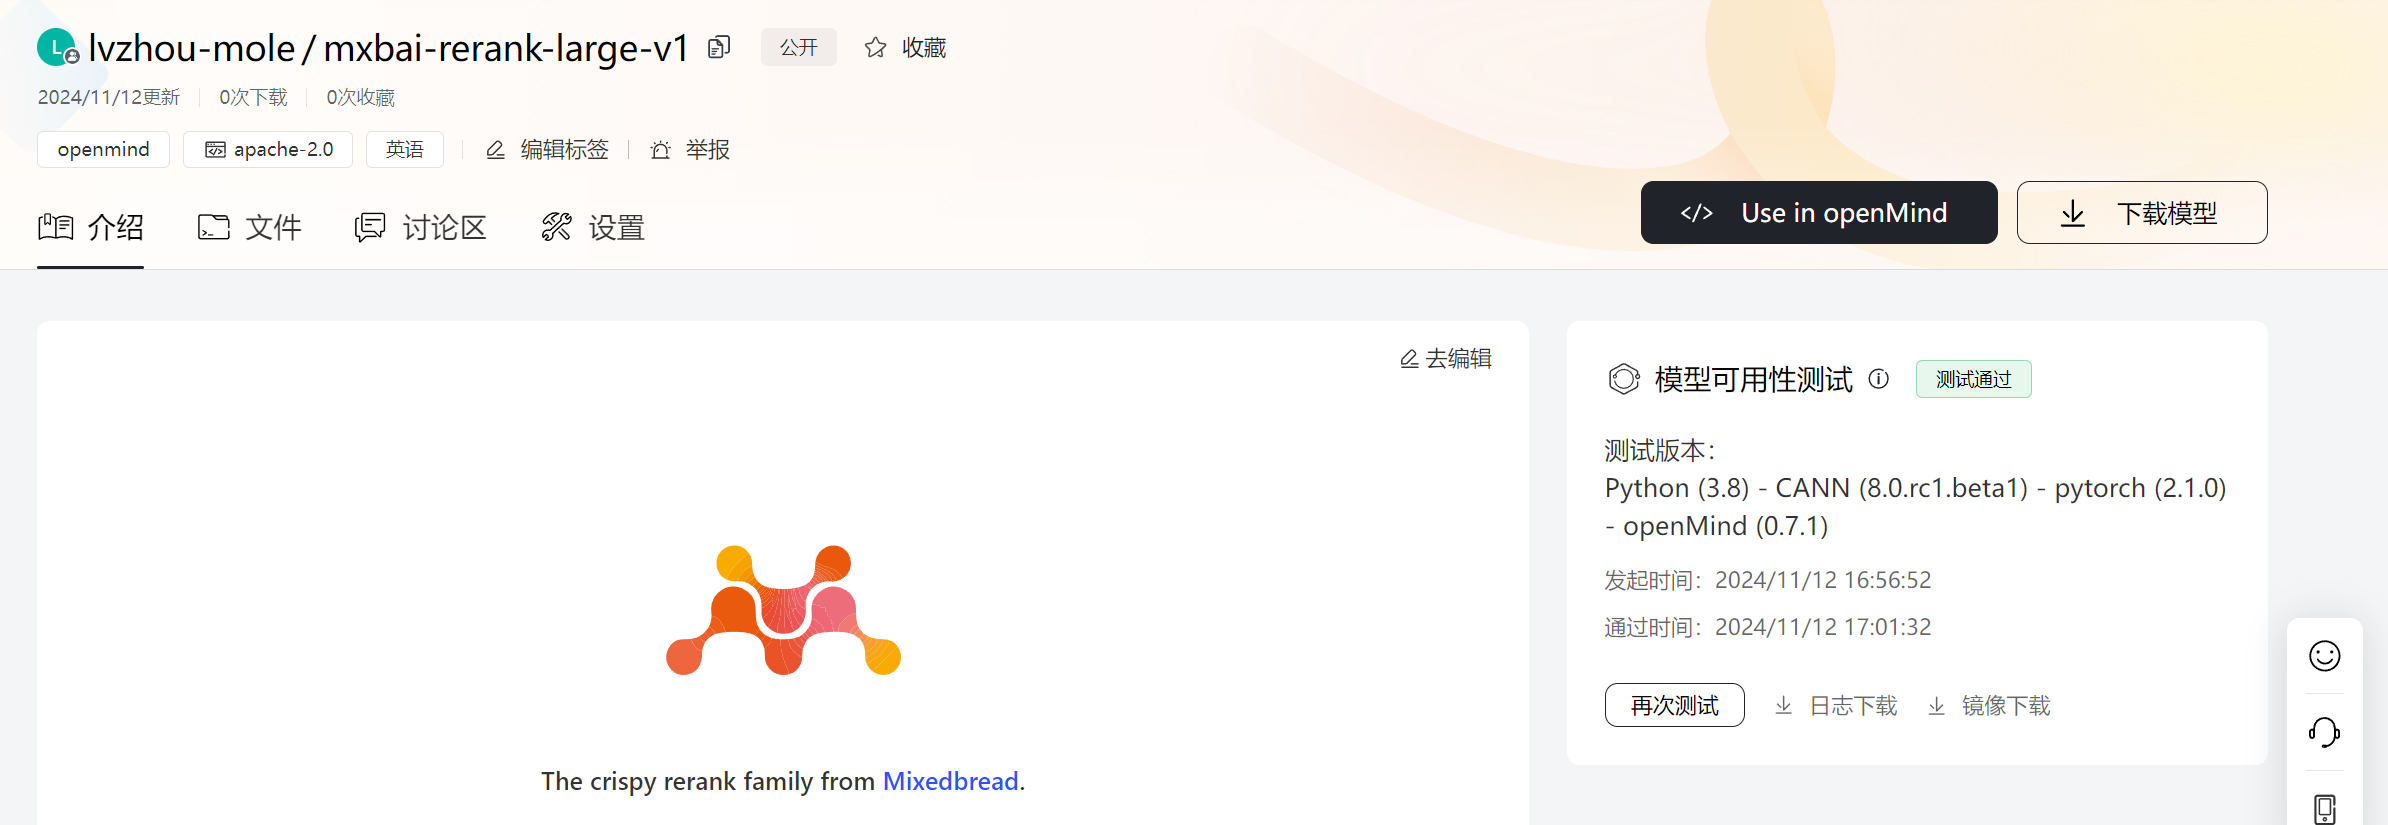 L lvzhou-mole / mxbai-rerank-large-v1 公开 收藏
2024/11/12更新 0次下载 0次收藏
openmind apache-2.0 英语 编辑标签 举报
介绍 文件 讨论区 设置
</> Use in openMind 下载模型
去编辑
The crispy rerank family from Mixedbread.
模型可用性测试 测试通过
测试版本：
Python (3.8) - CANN (8.0.rc1.beta1) - pytorch (2.1.0)
- openMind (0.7.1)
发起时间：2024/11/12 16:56:52
通过时间：2024/11/12 17:01:32
再次测试 日志下载 镜像下载